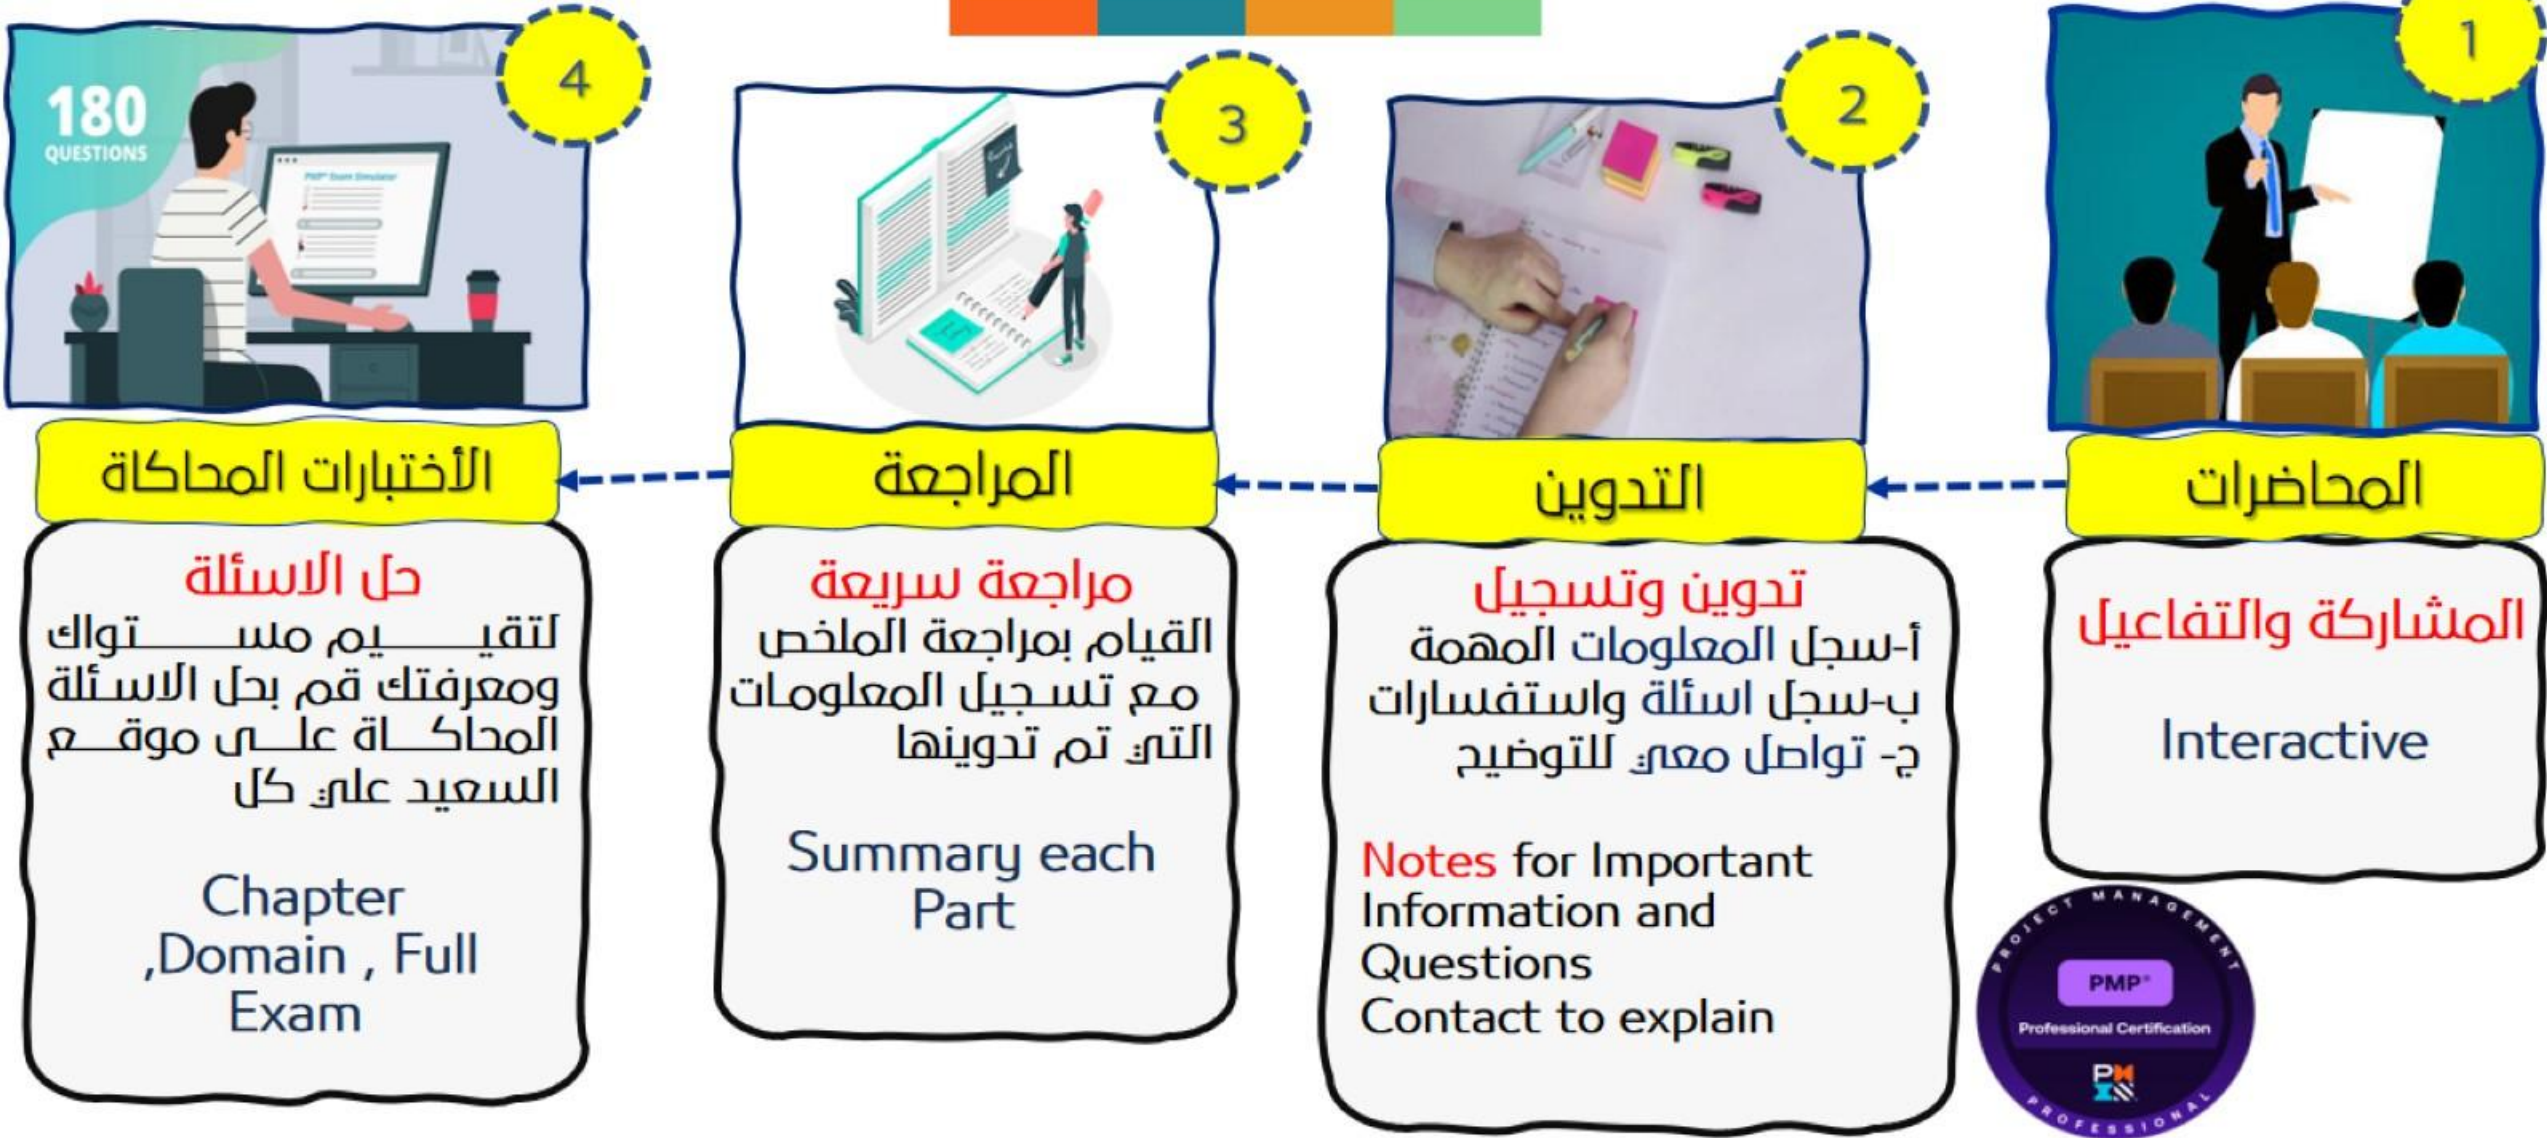 1
المحاضرات
المشاركة والتفاعيل
Interactive
2
التدوين
تدوين وتسجيل
أ-سجل المعلومات المهمة
ب-سجل اسئلة واستفسارات
ج- تواصل معي للتوضيح
Notes for Important
Information and
Questions
Contact to explain
3
المراجعة
مراجعة سريعة
القيام بمراجعة الملخص
مع تسجيل المعلومات
التي تم تدوينها
Summary each
Part
4
180
QUESTIONS
PMP® Exam Simulator
الأختبارات المحاكاة
حل الاسئلة
لتقييم مستواك
ومعرفتك قم بحل الاسئلة
المحاكاة على موقع
السعيد علي كل
Chapter
,Domain , Full
Exam
PROJECT MANAGEMENT
PMP®
Professional Certification
PROFESSIONAL